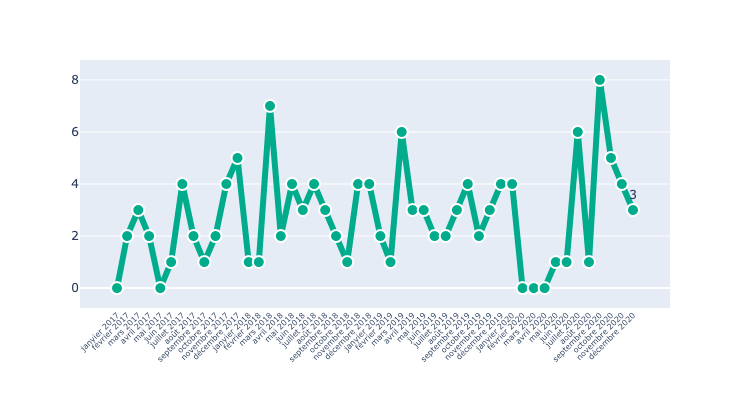 8
6
4
2
0
3
janvier 2017
février 2017
mars 2017
avril 2017
mai 2017
juin 2017
juillet 2017
août 2017
septembre 2017
octobre 2017
novembre 2017
décembre 2017
janvier 2018
février 2018
mars 2018
avril 2018
mai 2018
juin 2018
juillet 2018
août 2018
septembre 2018
octobre 2018
novembre 2018
décembre 2018
janvier 2019
février 2019
mars 2019
avril 2019
mai 2019
juin 2019
juillet 2019
août 2019
septembre 2019
octobre 2019
novembre 2019
décembre 2019
janvier 2020
février 2020
mars 2020
avril 2020
mai 2020
juin 2020
juillet 2020
août 2020
septembre 2020
octobre 2020
novembre 2020
décembre 2020